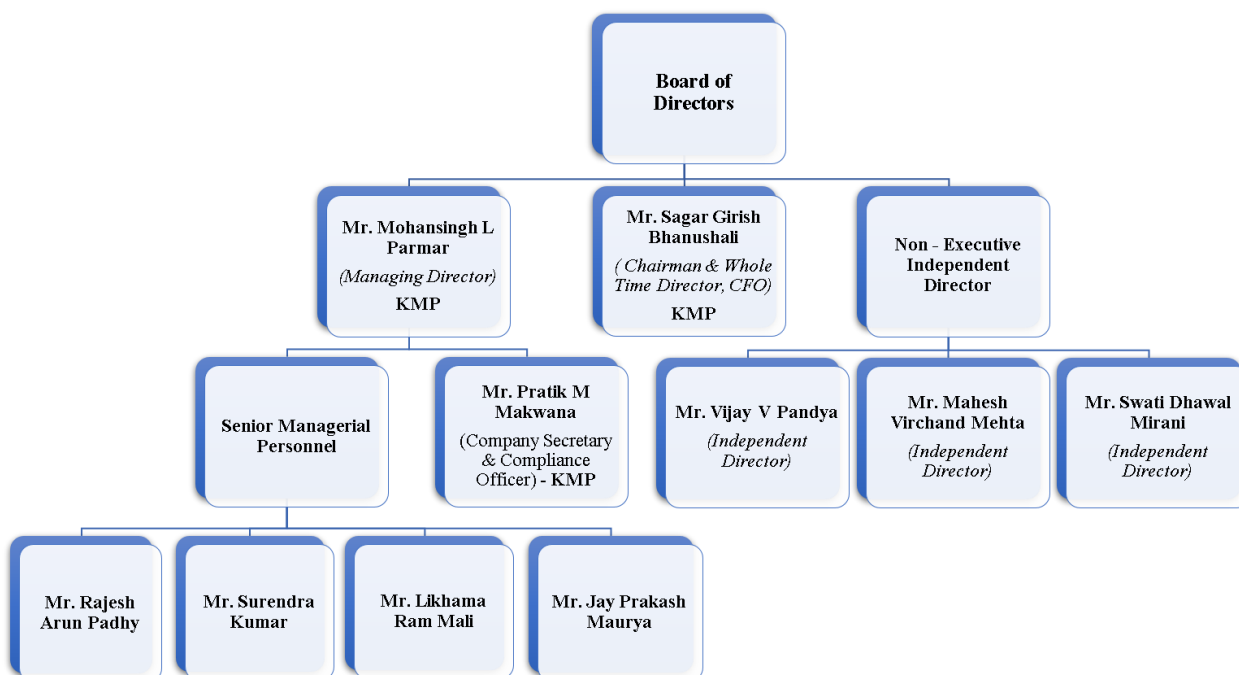 Board of
Directors
Mr. Mohansingh L
Parmar
(Managing Director)
KMP
Mr. Sagar Girish
Bhanushali
( Chairman & Whole
Time Director, CFO)
KMP
Non - Executive
Independent
Director
Senior Managerial
Personnel
Mr. Pratik M
Makwana
(Company Secretary
& Compliance
Officer) - KMP
Mr. Vijay V Pandya
(Independent
Director)
Mr. Mahesh
Virchand Mehta
(Independent
Director)
Mr. Swati Dhawal
Mirani
(Independent
Director)
Mr. Rajesh
Arun Padhy
Mr. Surendra
Kumar
Mr. Likhama
Ram Mali
Mr. Jay Prakash
Maurya